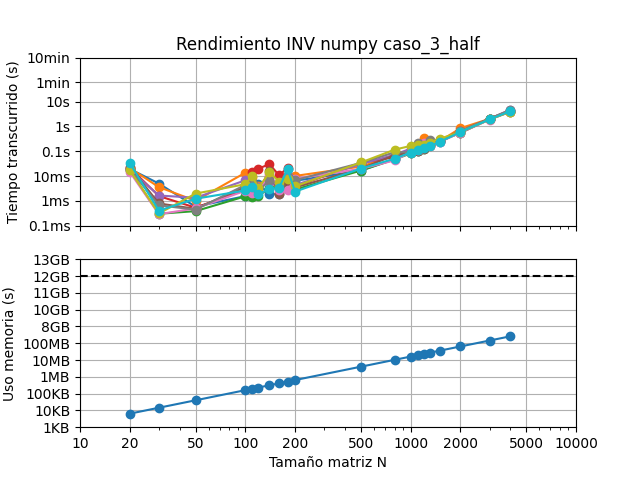 Rendimiento INV numpy caso_3_half
Tiempo transcurrido (s)
10min
1min
10s
1s
0.1s
10ms
1ms
0.1ms
Uso memoria (s)
13GB
12GB
11GB
10GB
8GB
100MB
10MB
1MB
100KB
10KB
1KB
10 20 50 100 200 500 1000 2000 5000 10000
Tamaño matriz N